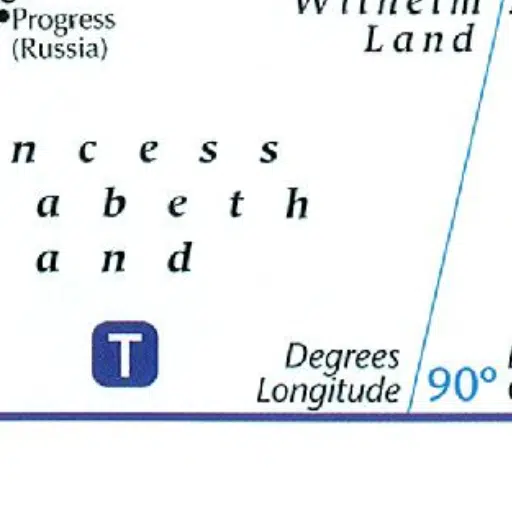 Progress
(Russia)
Wilhelm
Land
n c e s s
a b e t h
a n d
T
Degrees
Longitude
90°